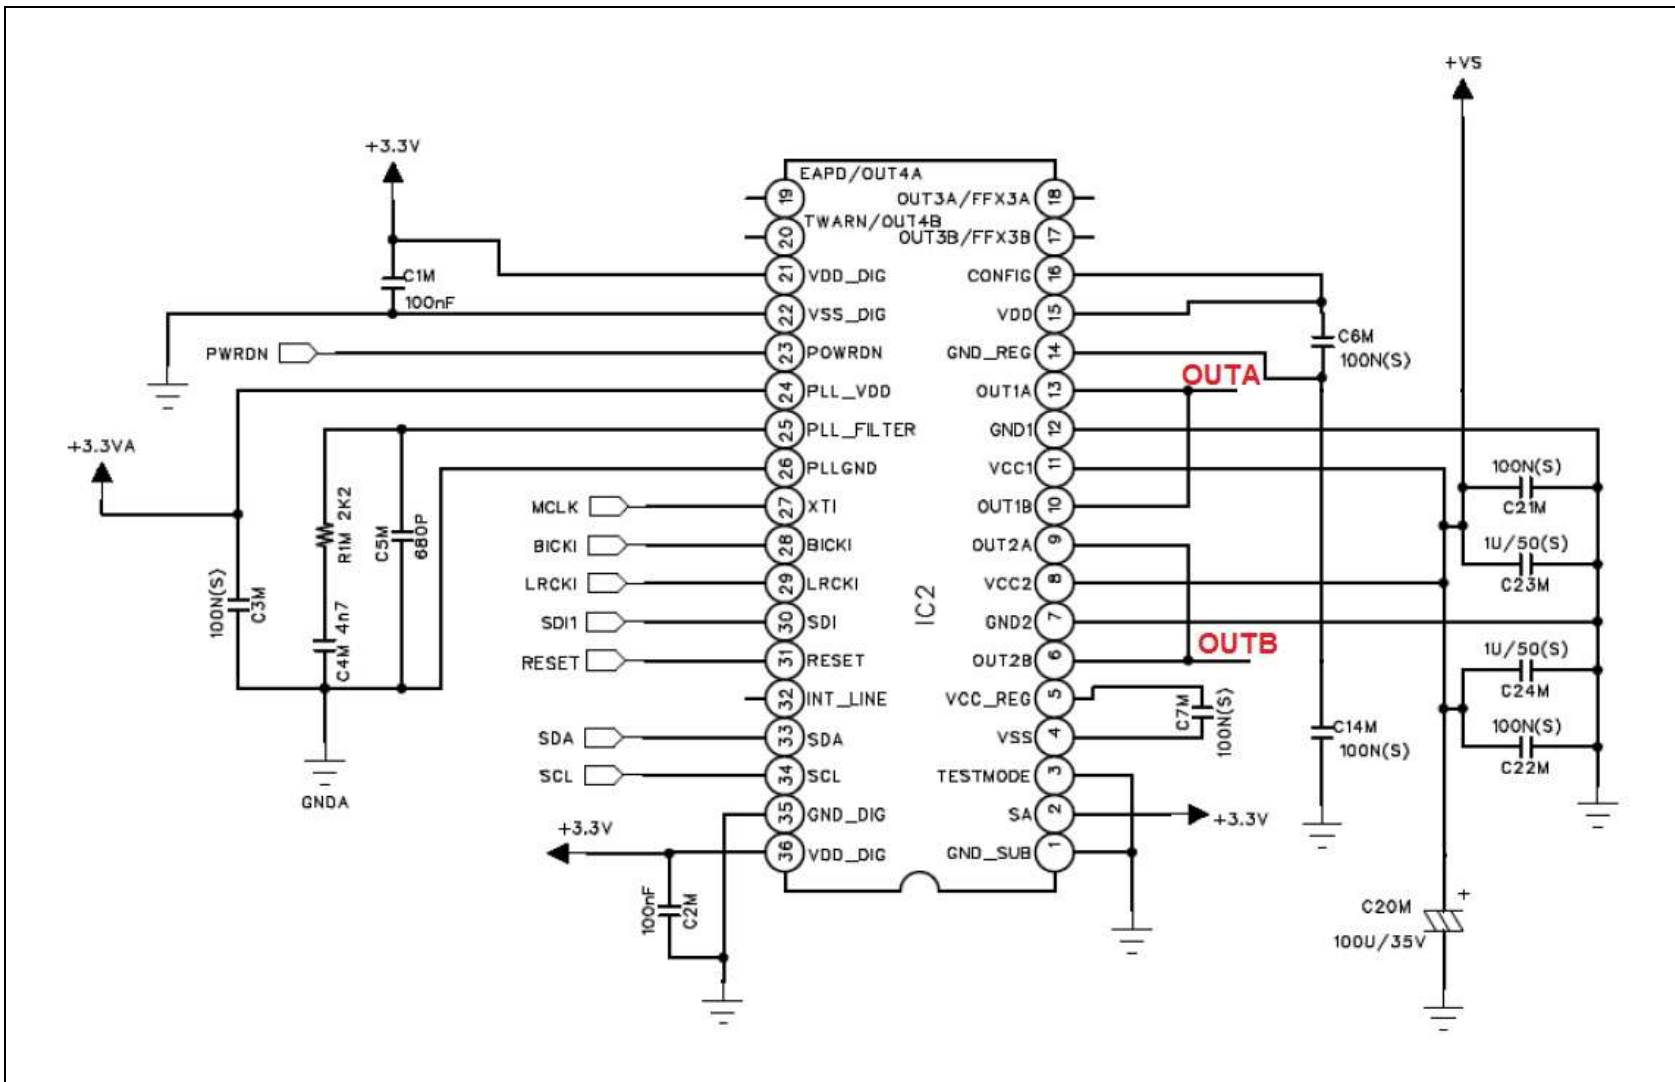 +VS
+3.3V
C1M
100nF
PWRDN
+3.3VA
100N(S)
C3M
R1M 2K2
C4M 4n7
C5M
680P
GNDA
MCLK
BICKI
LRCKI
SDI1
RESET
SDA
SCL
+3.3V
100nF
C2M
19 EAPD/OUT4A
20 TWARN/OUT4B
21 VDD_DIG
22 VSS_DIG
23 POWRDN
24 PLL_VDD
25 PLL_FILTER
26 PLLGND
27 XTI
28 BICKI
29 LRCKI
30 SDI
31 RESET
32 INT_LINE
33 SDA
34 SCL
35 GND_DIG
36 VDD_DIG
IC2
OUT3A/FFX3A 18
OUT3B/FFX3B 17
CONFIG 16
VDD 15
GND_REG 14
OUT1A 13
GND1 12
VCC1 11
OUT1B 10
OUT2A 9
VCC2 8
GND2 7
OUT2B 6
VCC_REG 5
VSS 4
TESTMODE 3
SA 2
GND_SUB 1
OUTA
OUTB
C6M
100N(S)
C7M
100N(S)
C14M
100N(S)
+3.3V
100N(S)
C21M
1U/50(S)
C23M
1U/50(S)
C24M
100N(S)
C22M
C20M
+
100U/35V